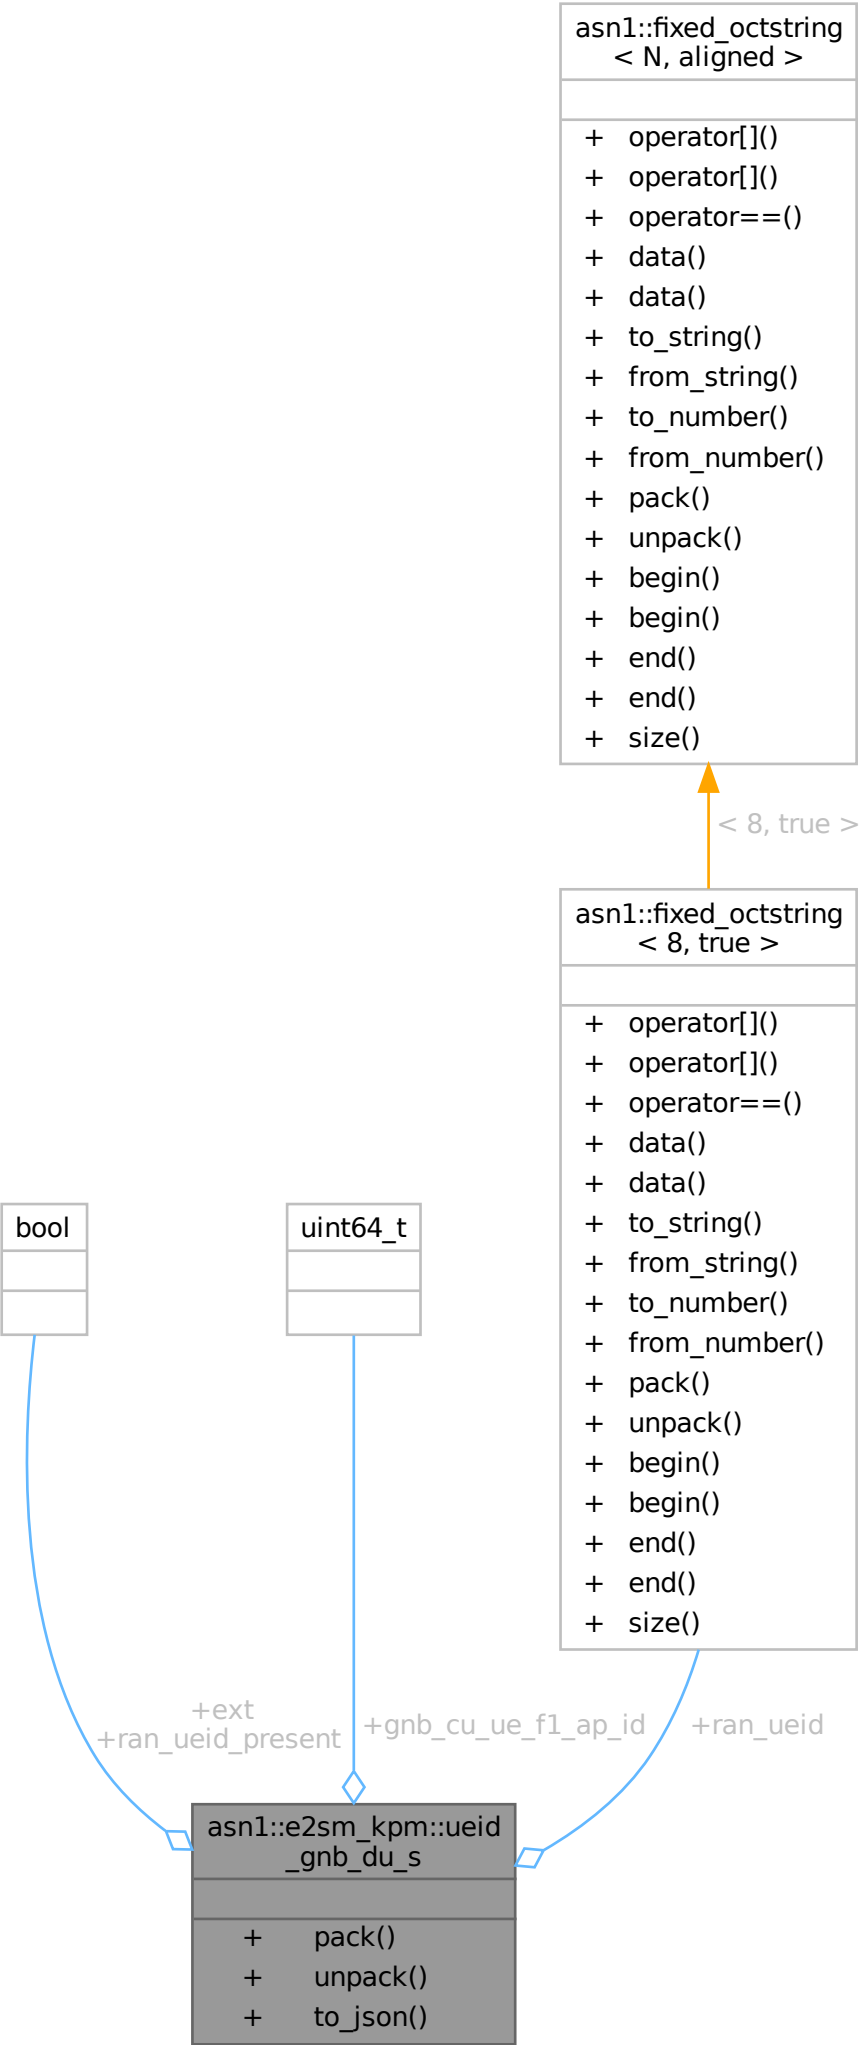 asn1::fixed_octstring
< N, aligned >
+ operator[]()
+ operator[]()
+ operator==()
+ data()
+ data()
+ to_string()
+ from_string()
+ to_number()
+ from_number()
+ pack()
+ unpack()
+ begin()
+ begin()
+ end()
+ end()
+ size()
< 8, true >
asn1::fixed_octstring
< 8, true >
+ operator[]()
+ operator[]()
+ operator==()
+ data()
+ data()
+ to_string()
+ from_string()
+ to_number()
+ from_number()
+ pack()
+ unpack()
+ begin()
+ begin()
+ end()
+ end()
+ size()
bool
uint64_t
+ext
+ran_ueid_present
+gnb_cu_ue_f1_ap_id
+ran_ueid
asn1::e2sm_kpm::ueid
_gnb_du_s
+ pack()
+ unpack()
+ to_json()